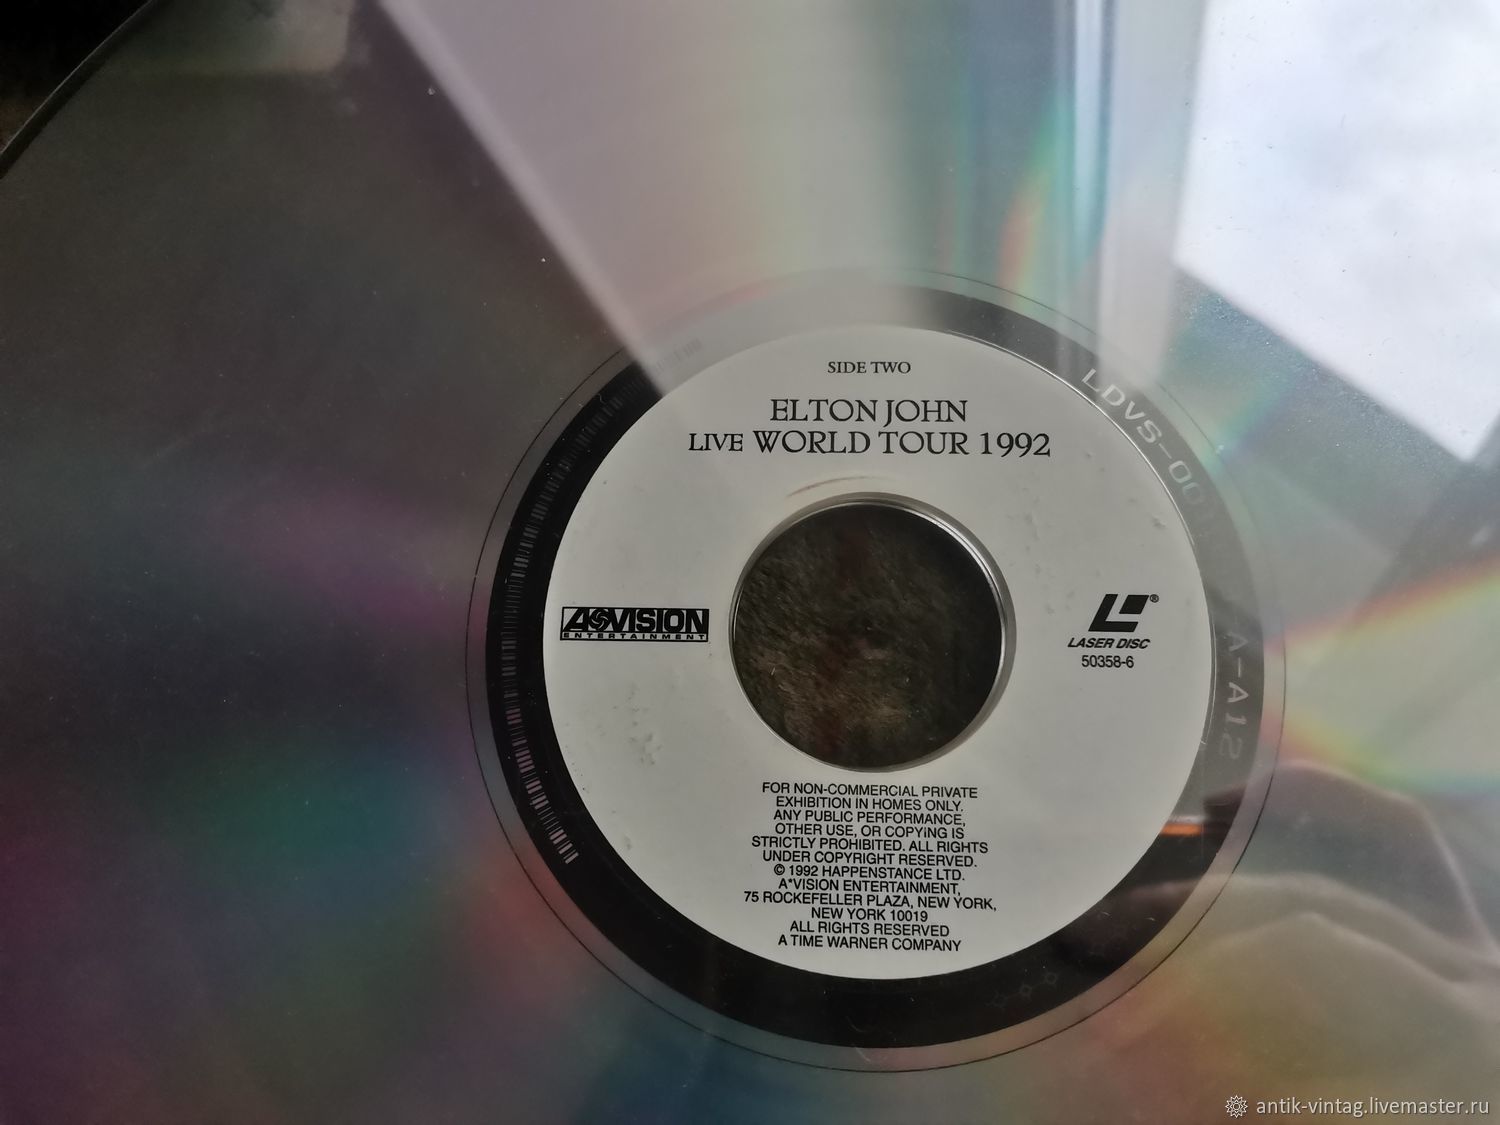 SIDE TWO
ELTON JOHN
LIVE WORLD TOUR 1992
A*VISION
ENTERTAINMENT
®
LASER DISC
50358-6
FOR NON-COMMERCIAL PRIVATE
EXHIBITION IN HOMES ONLY.
ANY PUBLIC PERFORMANCE,
OTHER USE, OR COPYING IS
STRICTLY PROHIBITED. ALL RIGHTS
UNDER COPYRIGHT RESERVED.
© 1992 HAPPENSTANCE LTD.
A*VISION ENTERTAINMENT,
75 ROCKEFELLER PLAZA, NEW YORK,
NEW YORK 10019
ALL RIGHTS RESERVED
A TIME WARNER COMPANY
antik-vintag.livemaster.ru